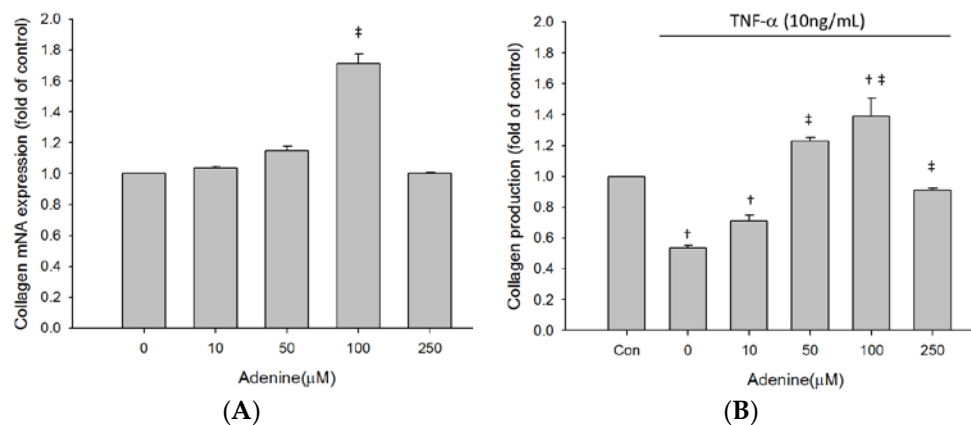 Collagen mNA expression (fold of control)
2.0
1.8
1.6
1.4
1.2
1.0
0.8
0.6
0.4
0.2
0.0
‡
0 10 50 100 250
Adenine(μM)
(A)
TNF-α (10ng/mL)
Collagen production (fold of control)
2.0
1.8
1.6
1.4
1.2
1.0
0.8
0.6
0.4
0.2
0.0
† † ‡ † ‡ ‡
Con 0 10 50 100 250
Adenine(μM)
(B)